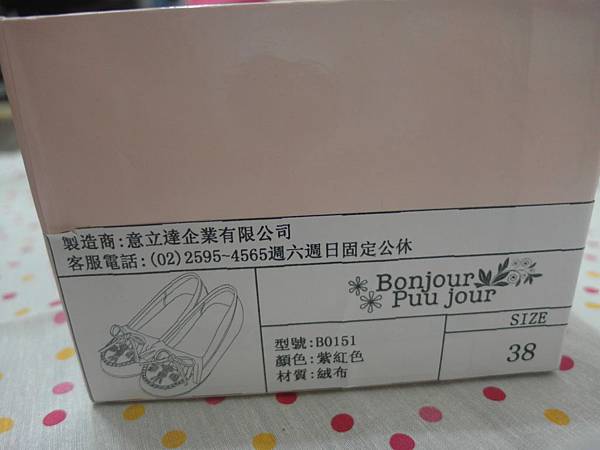 製造商:意立達企業有限公司
客服電話:(02)2595~4565週六週日固定公休
Bonjour
Puu jour
型號:B0151
顏色:紫紅色
材質:絨布
SIZE
38